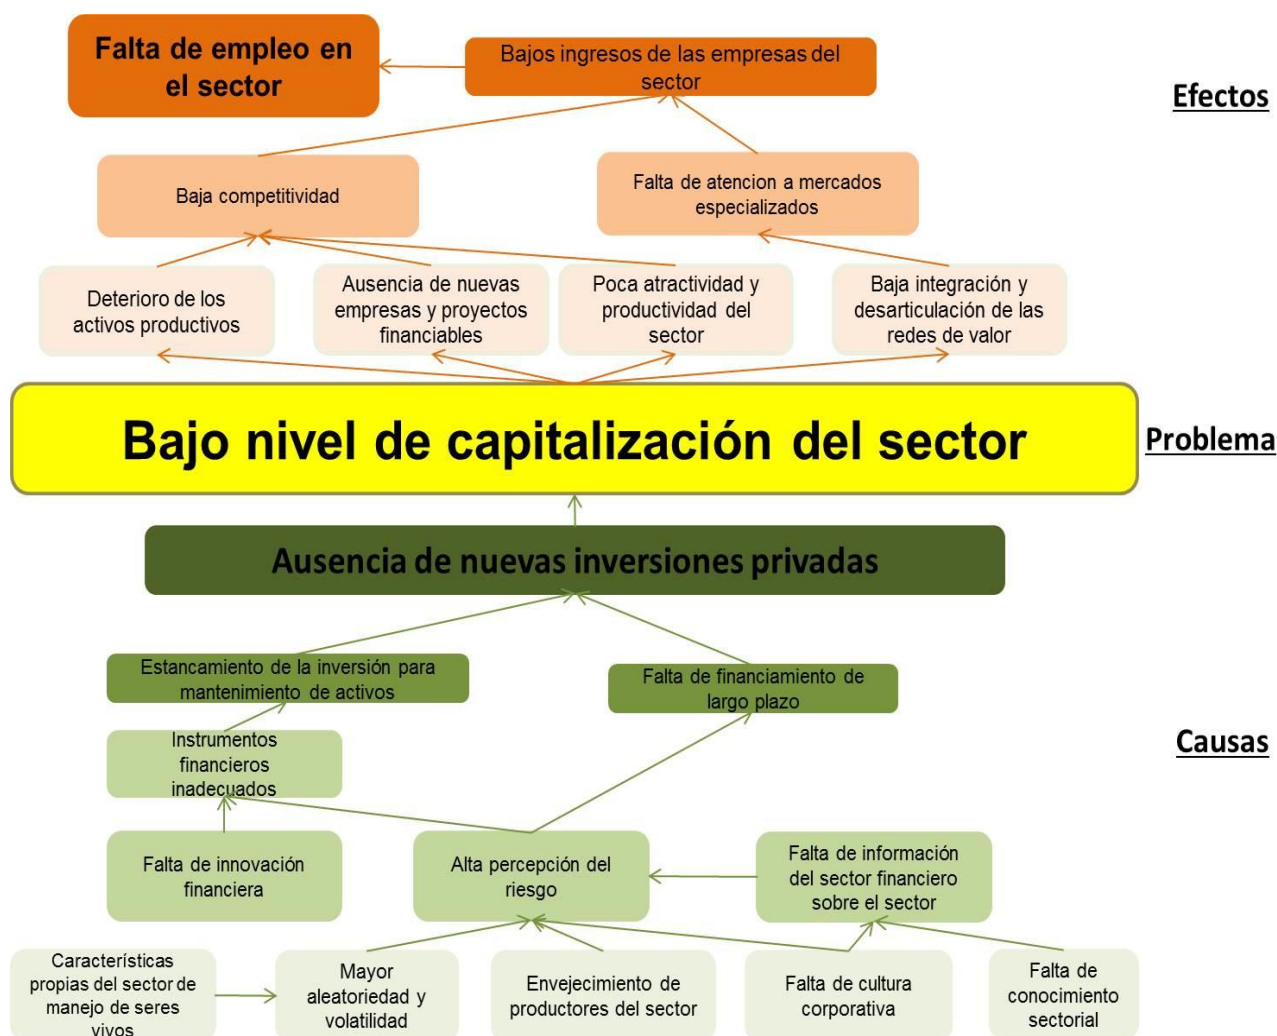 Falta de empleo en
el sector
Bajos ingresos de las empresas del
sector
Efectos
Baja competitividad
Falta de atencion a mercados
especializados
Deterioro de los
activos productivos
Ausencia de nuevas
empresas y proyectos
financiables
Poca atractividad y
productividad del
sector
Baja integración y
desarticulación de las
redes de valor
Bajo nivel de capitalización del sector
Problema
Ausencia de nuevas inversiones privadas
Estancamiento de la inversión para
mantenimiento de activos
Falta de financiamiento de
largo plazo
Instrumentos
financieros
inadecuados
Causas
Falta de innovación
financiera
Alta percepción del
riesgo
Falta de información
del sector financiero
sobre el sector
Características
propias del sector de
manejo de seres
vivos
Mayor
aleatoriedad y
volatilidad
Envejecimiento de
productores del sector
Falta de cultura
corporativa
Falta de
conocimiento
sectorial